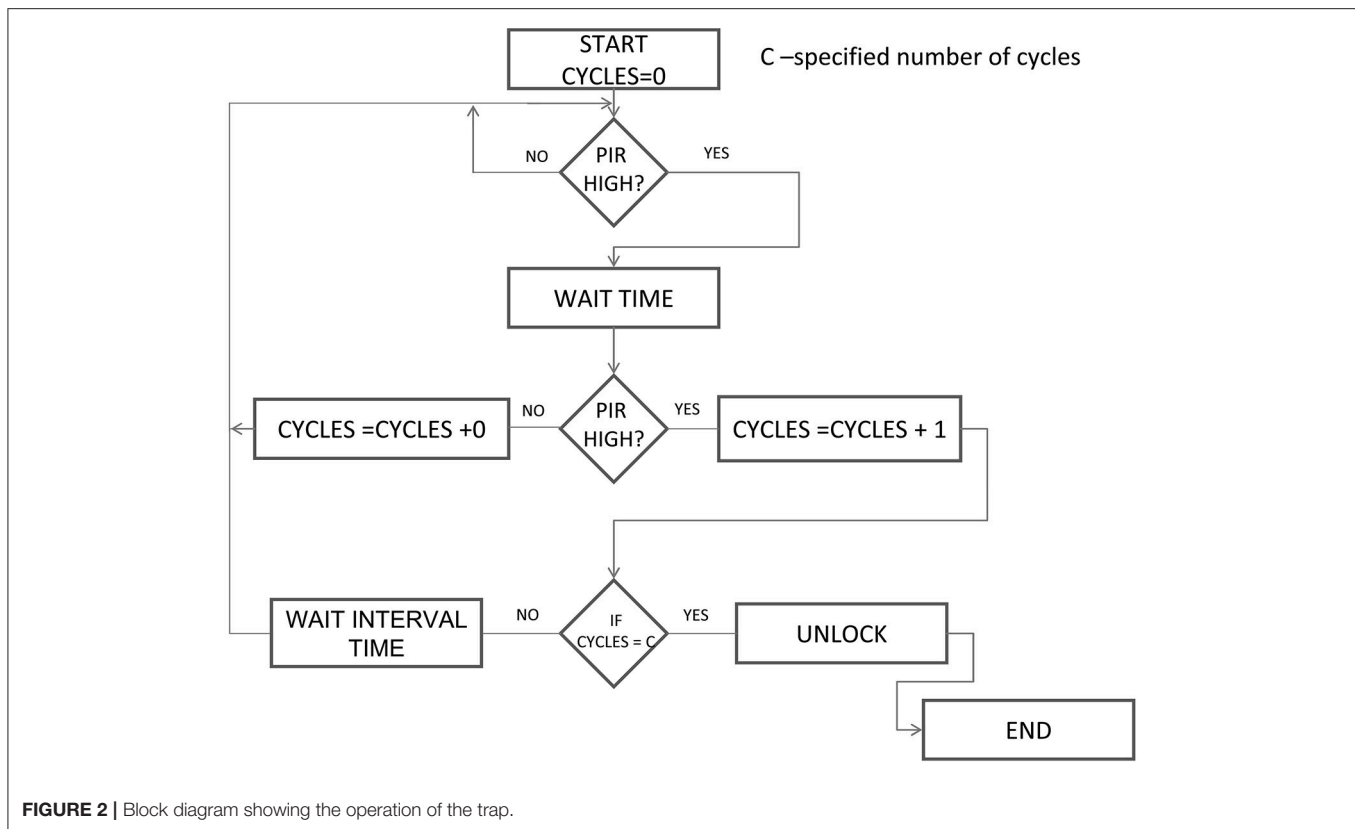 START
CYCLES=0
C –specified number of cycles
NO
PIR
HIGH?
YES
WAIT TIME
CYCLES =CYCLES +0
NO
PIR
HIGH?
YES
CYCLES =CYCLES + 1
WAIT INTERVAL
TIME
NO
IF
CYCLES = C
YES
UNLOCK
END
FIGURE 2 | Block diagram showing the operation of the trap.